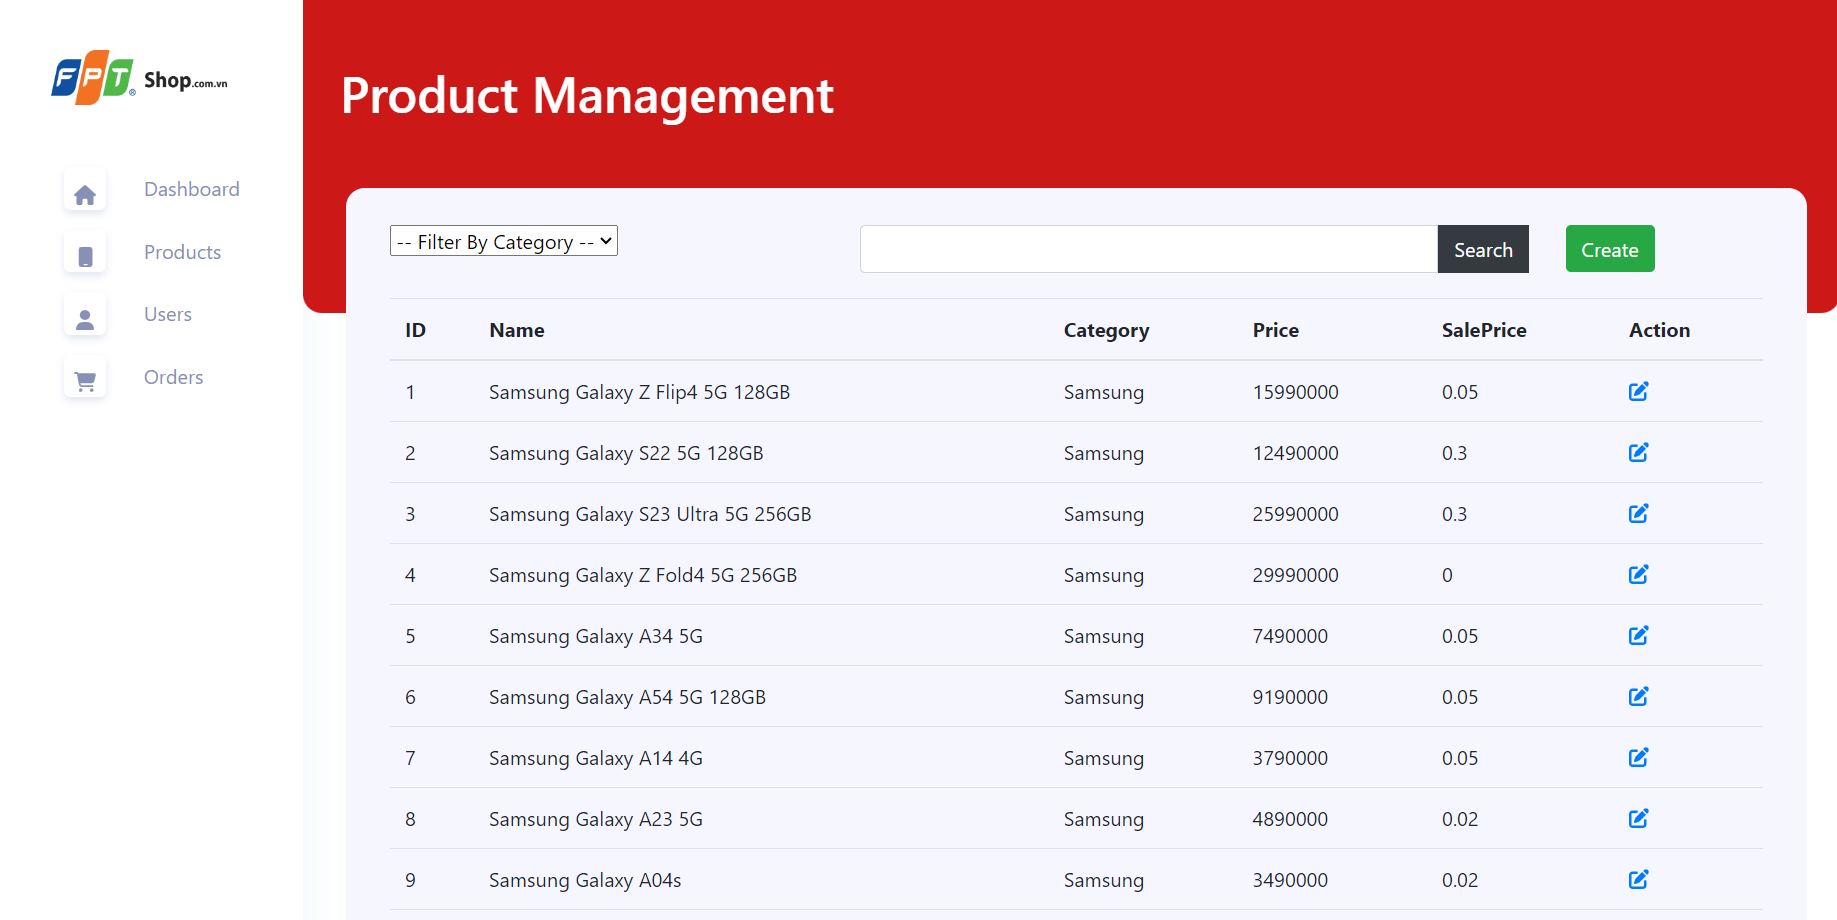 FPT® Shop.com.vn
Product Management
Dashboard
Products
Users
Orders
-- Filter By Category -- Search Create
ID Name Category Price SalePrice Action
1 Samsung Galaxy Z Flip4 5G 128GB Samsung 15990000 0.05
2 Samsung Galaxy S22 5G 128GB Samsung 12490000 0.3
3 Samsung Galaxy S23 Ultra 5G 256GB Samsung 25990000 0.3
4 Samsung Galaxy Z Fold4 5G 256GB Samsung 29990000 0
5 Samsung Galaxy A34 5G Samsung 7490000 0.05
6 Samsung Galaxy A54 5G 128GB Samsung 9190000 0.05
7 Samsung Galaxy A14 4G Samsung 3790000 0.05
8 Samsung Galaxy A23 5G Samsung 4890000 0.02
9 Samsung Galaxy A04s Samsung 3490000 0.02